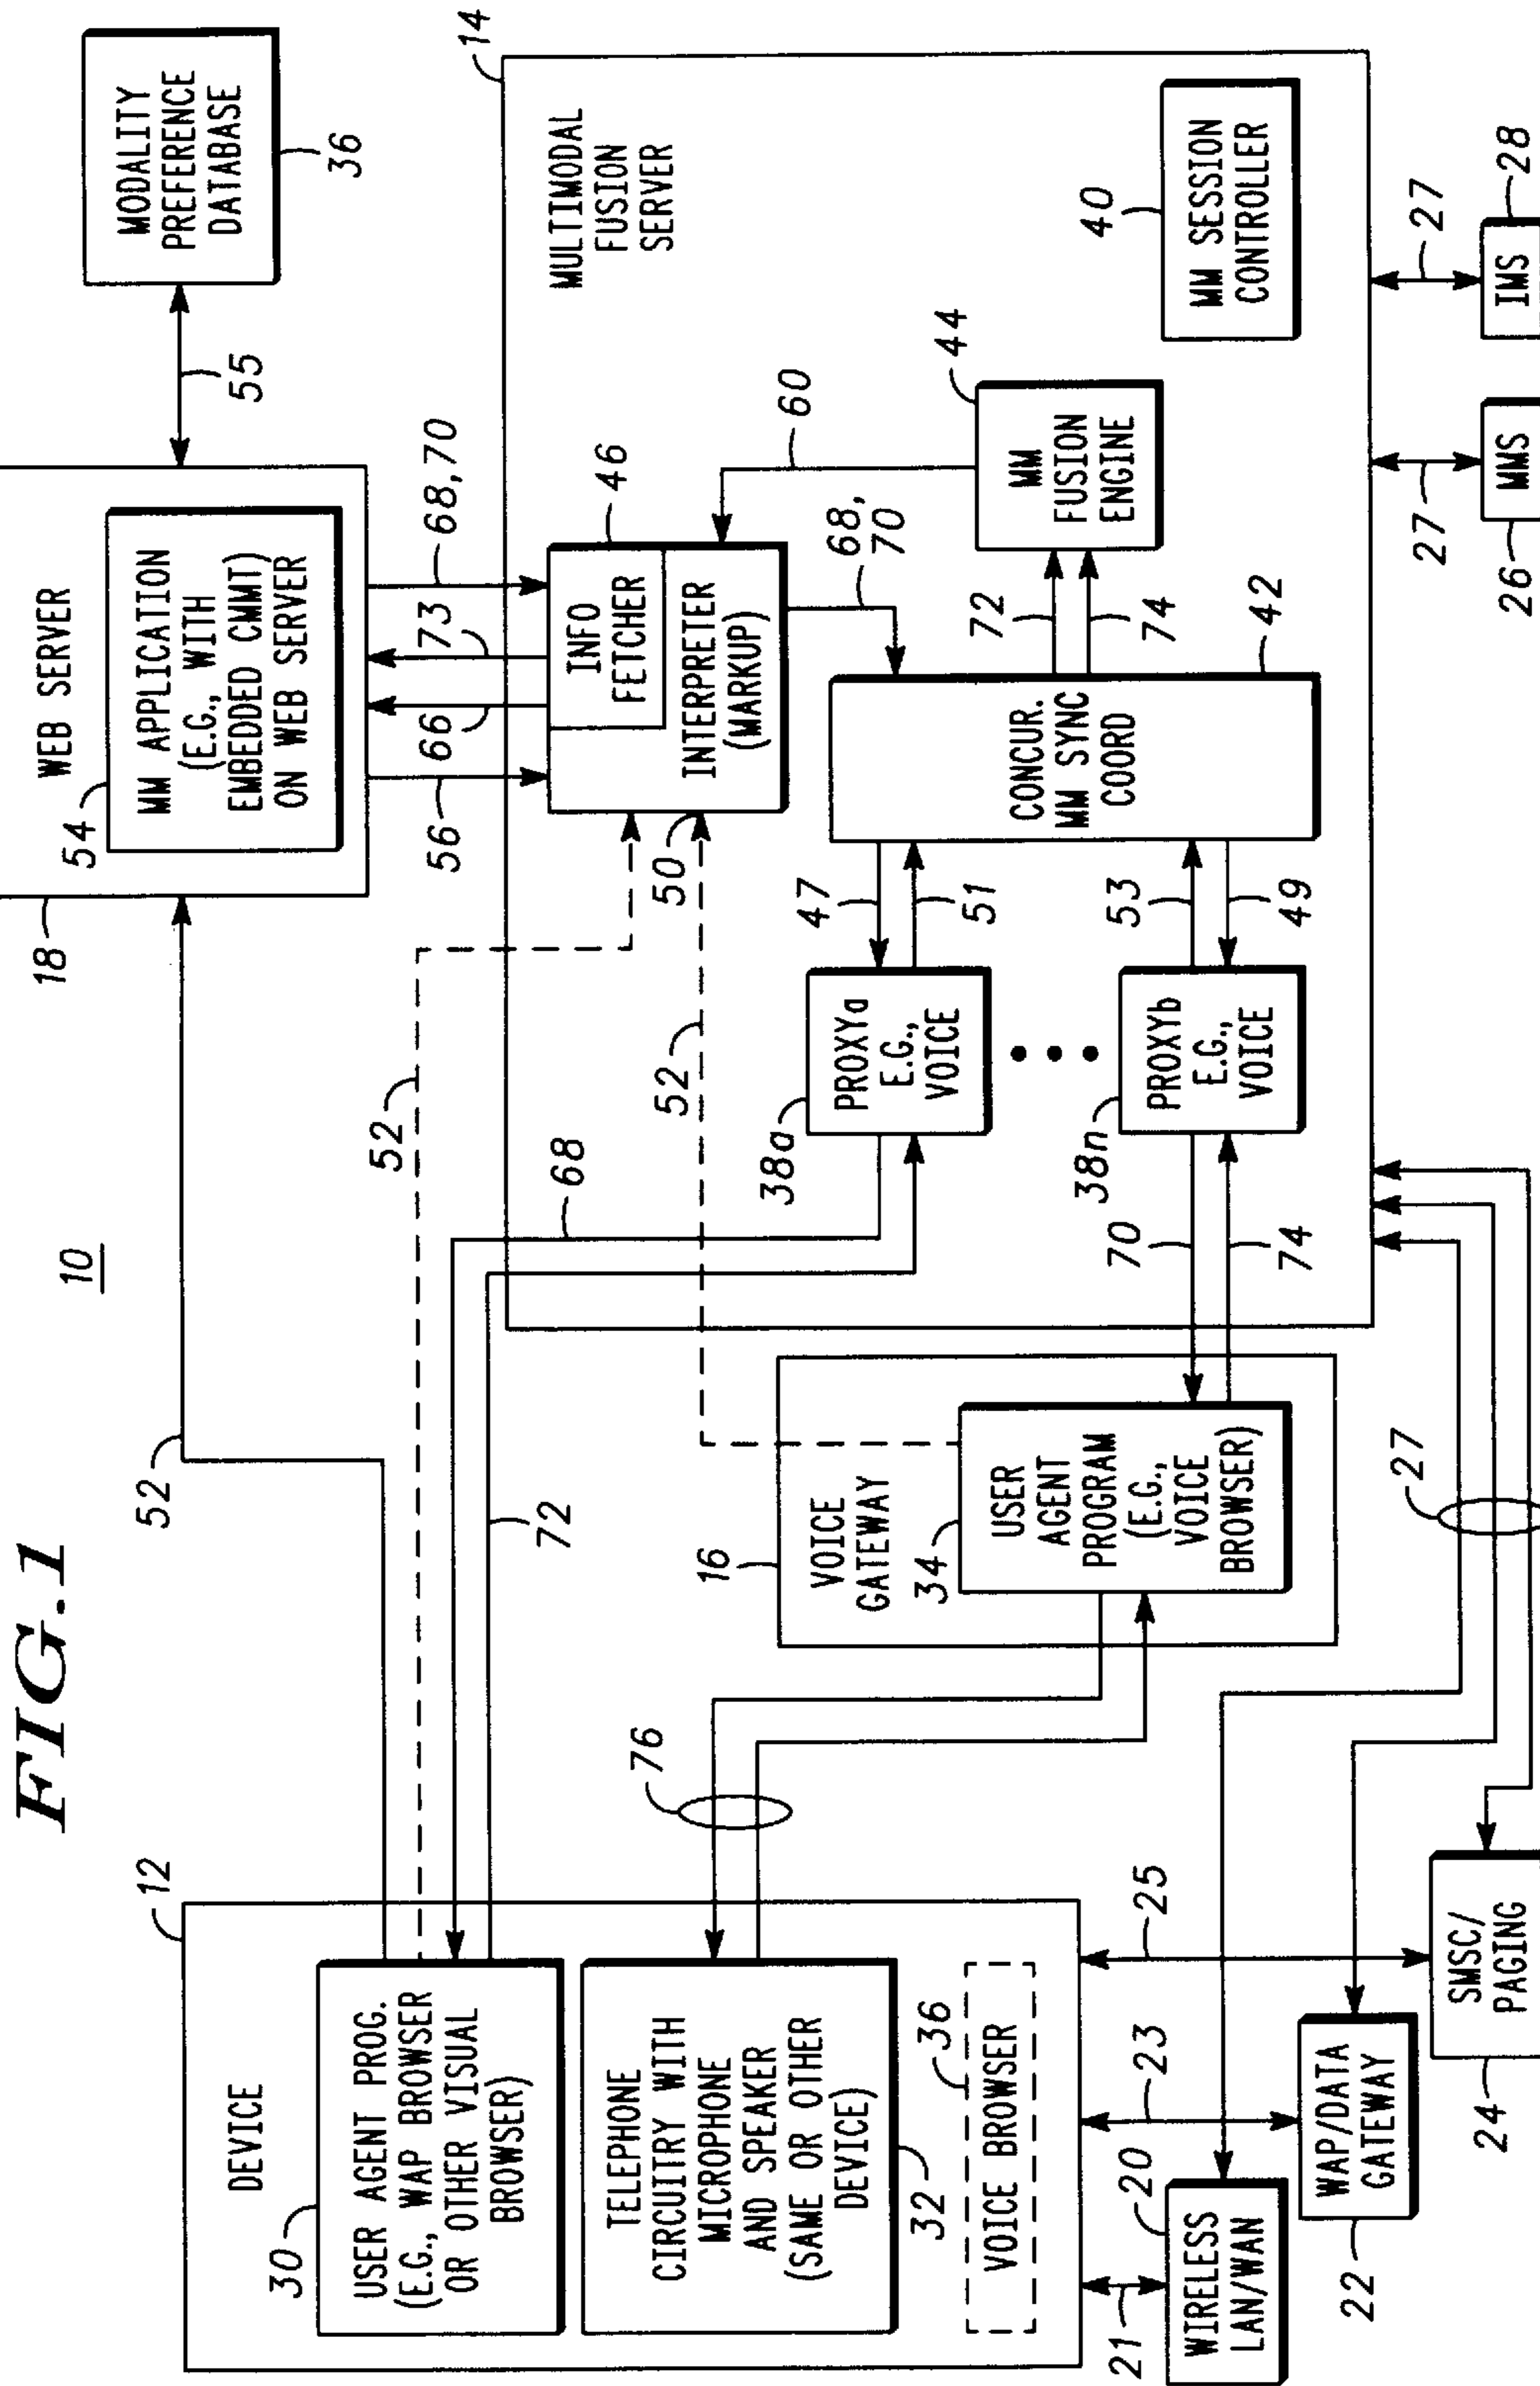 FIG.1
10
12
DEVICE
30
USER AGENT PROG.
(E.G., WAP BROWSER
OR OTHER VISUAL
BROWSER)
TELEPHONE
CIRCUITRY WITH
MICROPHONE
AND SPEAKER
(SAME OR OTHER
DEVICE)
32
36
VOICE BROWSER
52
52
72
68
52
76
16
VOICE
GATEWAY
34
USER
AGENT
PROGRAM
(E.G.,
VOICE
BROWSER)
70
74
18
WEB SERVER
54
MM APPLICATION
(E.G., WITH
EMBEDDED CMMT)
ON WEB SERVER
55
MODALITY
PREFERENCE
DATABASE
36
56
66
73
68,70
14
MULTIMODAL
FUSION
SERVER
46
INFO
FETCHER
INTERPRETER
(MARKUP)
50
60
68,
70
38a
PROXYa
E.G.,
VOICE
47
51
38n
PROXYb
E.G.,
VOICE
53
49
CONCUR.
MM SYNC
COORD
42
72
74
44
MM
FUSION
ENGINE
40
MM SESSION
CONTROLLER
21
20
WIRELESS
LAN/WAN
23
22
WAP/DATA
GATEWAY
25
24
SMSC/
PAGING
27
27
26
MMS
27
28
IMS